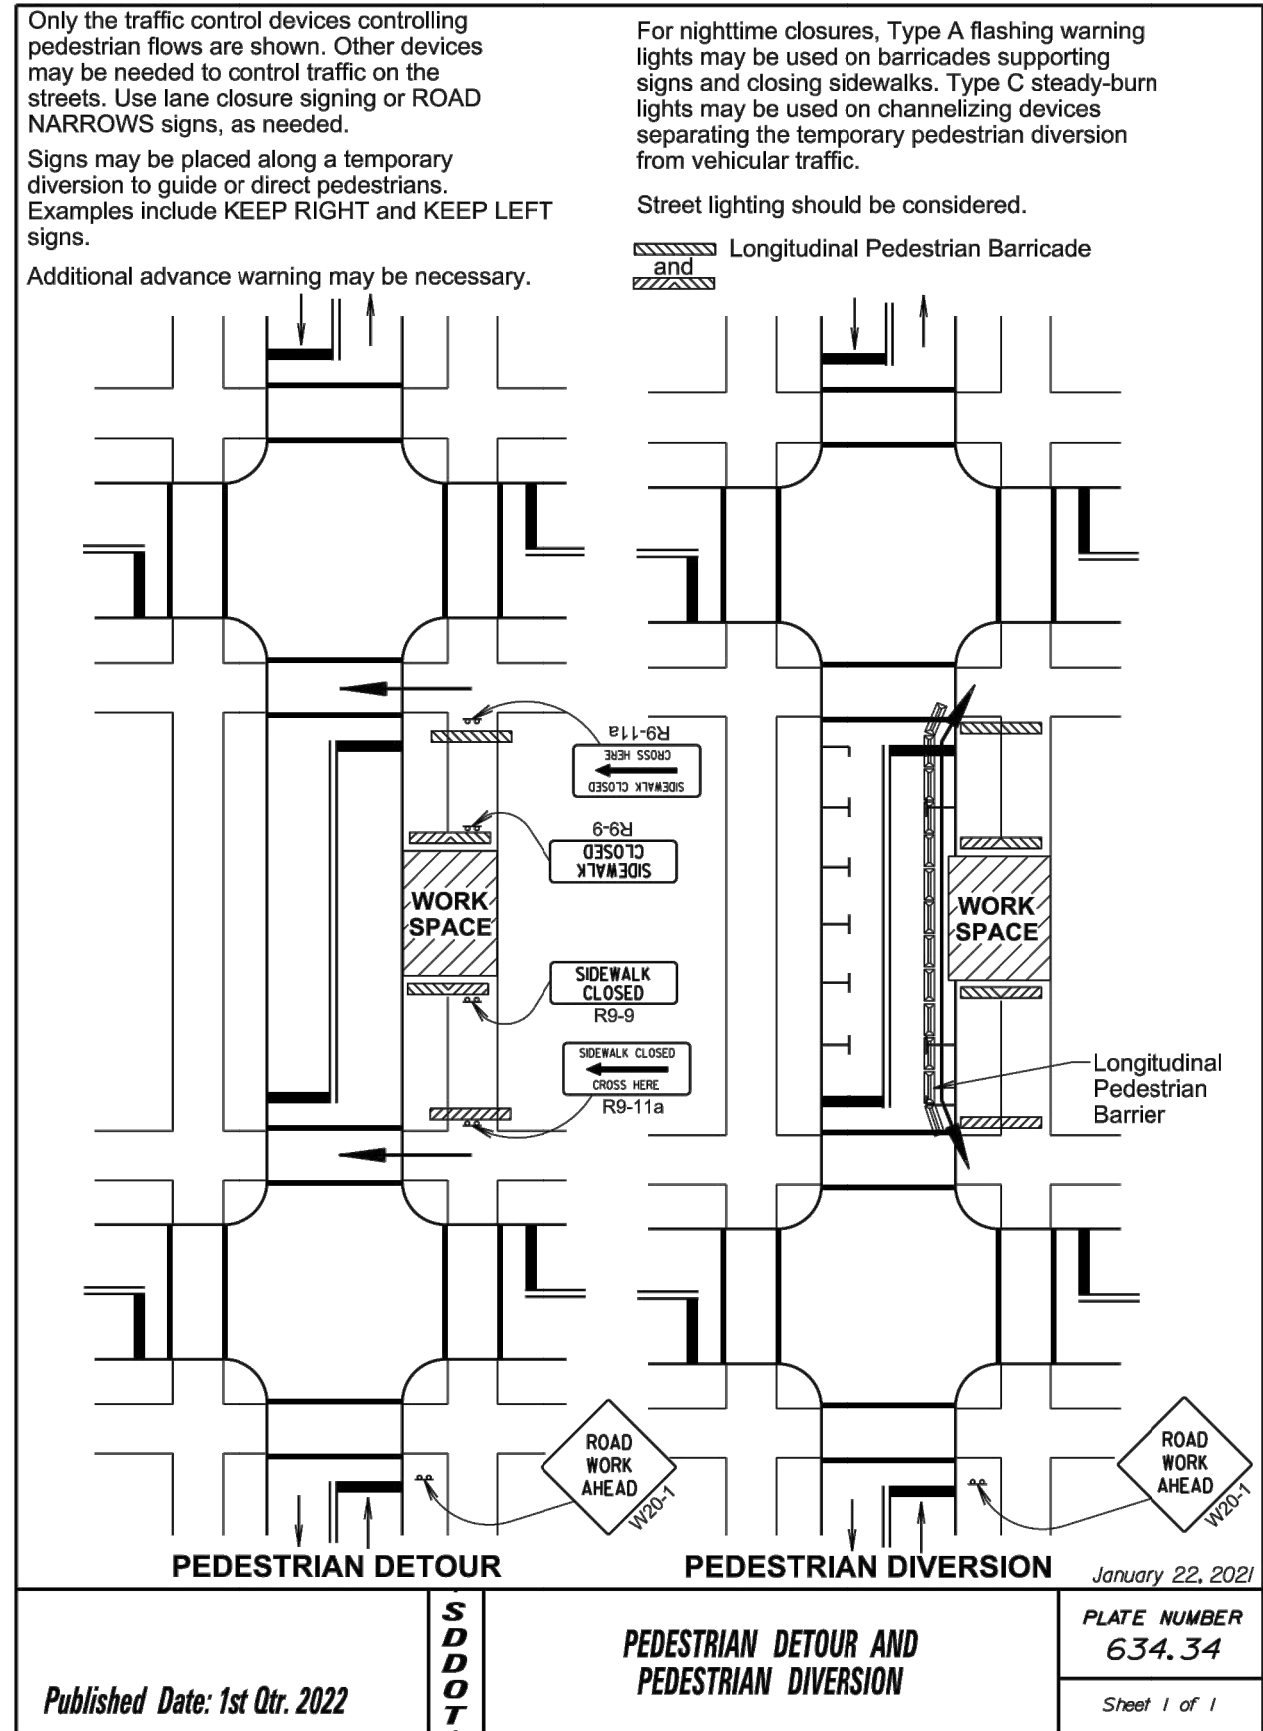 Only the traffic control devices controlling
pedestrian flows are shown. Other devices
may be needed to control traffic on the
streets. Use lane closure signing or ROAD
NARROWS signs, as needed.
Signs may be placed along a temporary
diversion to guide or direct pedestrians.
Examples include KEEP RIGHT and KEEP LEFT
signs.
Additional advance warning may be necessary.
For nighttime closures, Type A flashing warning
lights may be used on barricades supporting
signs and closing sidewalks. Type C steady-burn
lights may be used on channelizing devices
separating the temporary pedestrian diversion
from vehicular traffic.
Street lighting should be considered.
Longitudinal Pedestrian Barricade
and
R9-11a
SIDEWALK CLOSED
CROSS HERE
R9-9
SIDEWALK
CLOSED
WORK
SPACE
SIDEWALK
CLOSED
R9-9
SIDEWALK CLOSED
CROSS HERE
R9-11a
ROAD
WORK
AHEAD
W20-1
PEDESTRIAN DETOUR
WORK
SPACE
Longitudinal
Pedestrian
Barrier
ROAD
WORK
AHEAD
W20-1
PEDESTRIAN DIVERSION
January 22, 2021
Published Date: 1st Qtr. 2022
SDDOT
PEDESTRIAN DETOUR AND
PEDESTRIAN DIVERSION
PLATE NUMBER
634.34
Sheet 1 of 1